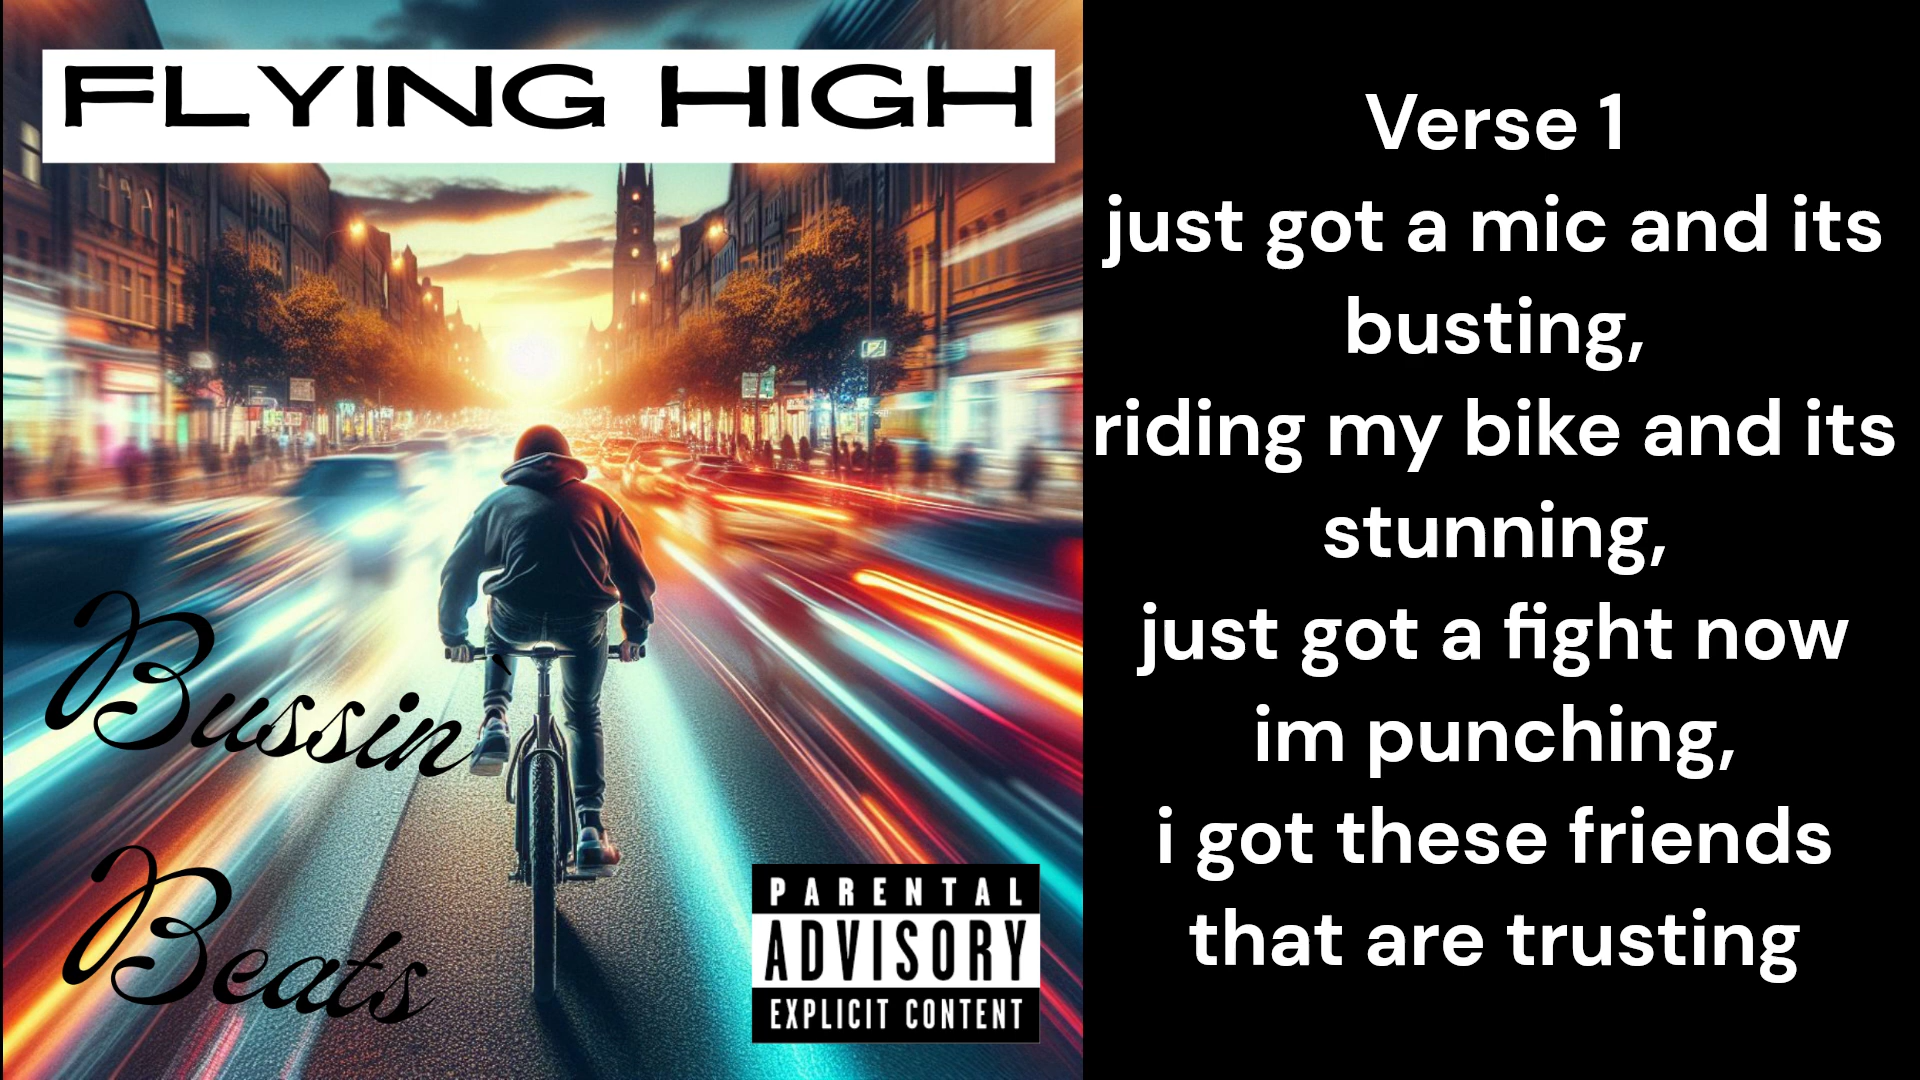 FLYING HIGH
Bussin`
Beats
PARENTAL
ADVISORY
EXPLICIT CONTENT
Verse 1
just got a mic and its
busting,
riding my bike and its
stunning,
just got a fight now
im punching,
i got these friends
that are trusting